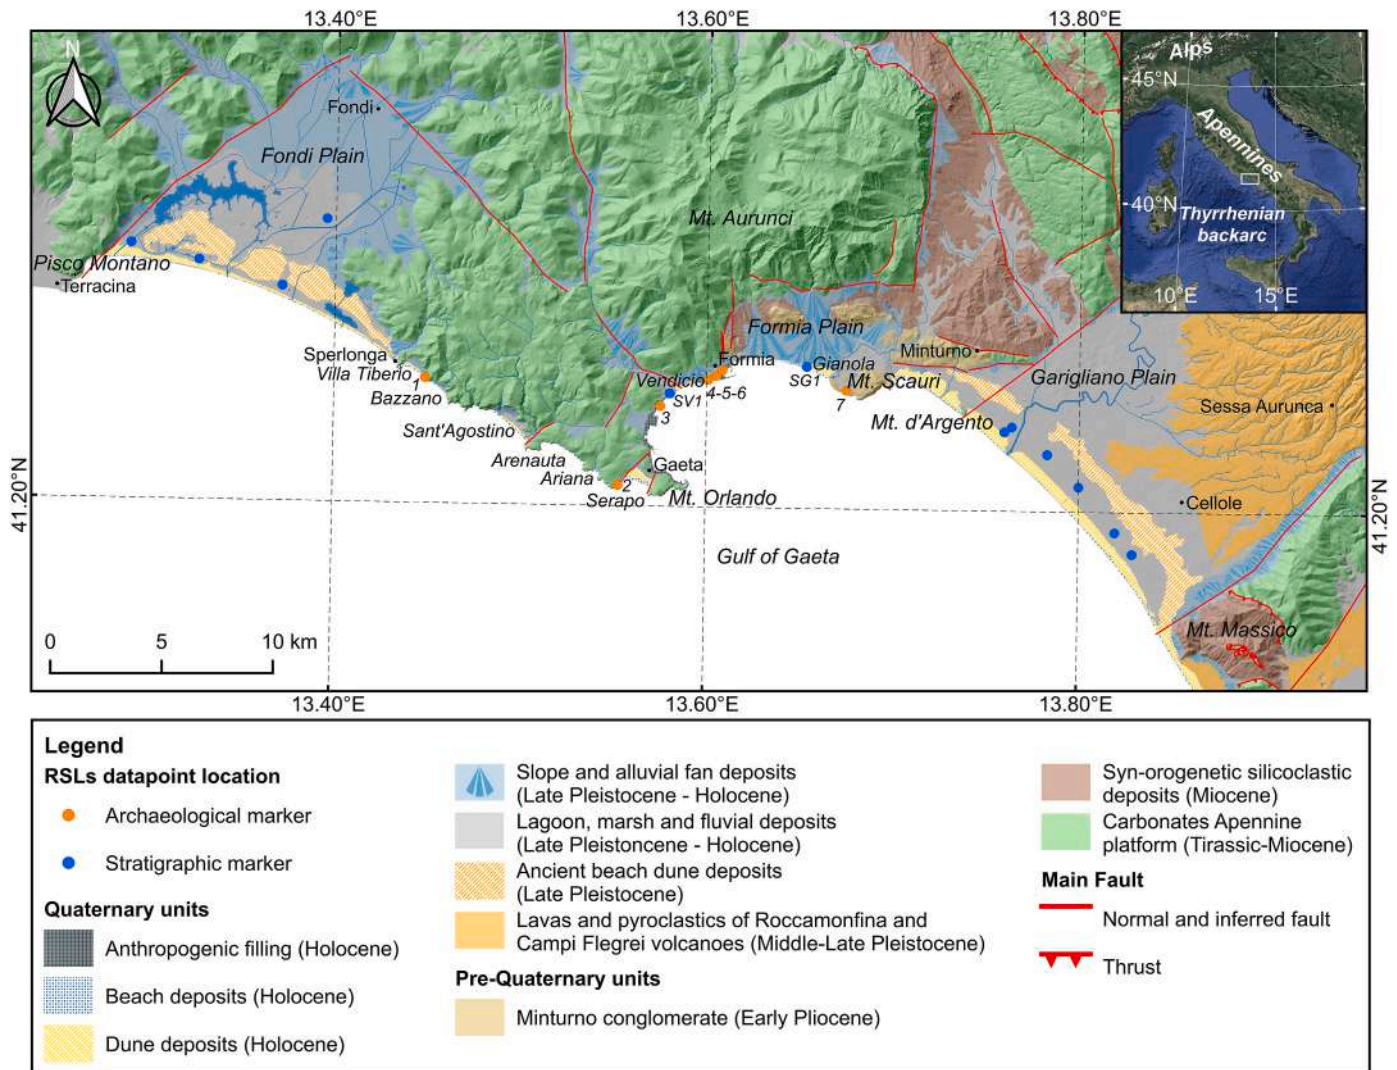 13.40°E
13.60°E
13.80°E
N
Alps
45°N
Apennines
40°N
Thyrrhenian
backarc
10°E
15°E
Fondi
Fondi Plain
Mt. Aurunci
Pisco Montano
Terracina
Formia Plain
Sperlonga
Villa Tiberio
1
Bazzano
Formia
Vendicio
4-5-6
SV1
3
Gianola
SG1
Mt. Scauri
7
Minturno
Garigliano Plain
Mt. d'Argento
Sessa Aurunca
Sant'Agostino
Arenauta
Ariana
Gaeta
2
Serapo
Mt. Orlando
Cellole
41.20°N
41.20°N
Gulf of Gaeta
Mt. Massico
0
5
10 km
13.40°E
13.60°E
13.80°E
Legend
RSLs datapoint location
Archaeological marker
Stratigraphic marker
Quaternary units
Anthropogenic filling (Holocene)
Beach deposits (Holocene)
Dune deposits (Holocene)
Slope and alluvial fan deposits
(Late Pleistocene - Holocene)
Lagoon, marsh and fluvial deposits
(Late Pleistoncene - Holocene)
Ancient beach dune deposits
(Late Pleistocene)
Lavas and pyroclastics of Roccamonfina and
Campi Flegrei volcanoes (Middle-Late Pleistocene)
Pre-Quaternary units
Minturno conglomerate (Early Pliocene)
Syn-orogenetic silicoclastic
deposits (Miocene)
Carbonates Apennine
platform (Tirassic-Miocene)
Main Fault
Normal and inferred fault
Thrust